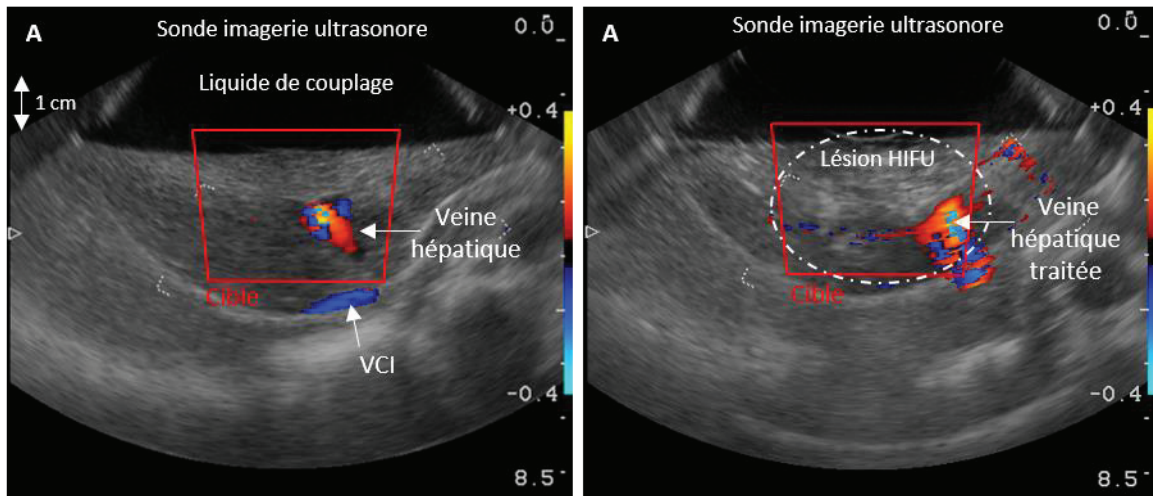 A
Sonde imagerie ultrasonore
0.0
Liquide de couplage
1 cm
+0.4
Veine
hépatique
Cible
VCI
-0.4
8.5
A
Sonde imagerie ultrasonore
0.0
+0.4
Lésion HIFU
Veine
hépatique
traitée
Cible
-0.4
8.5